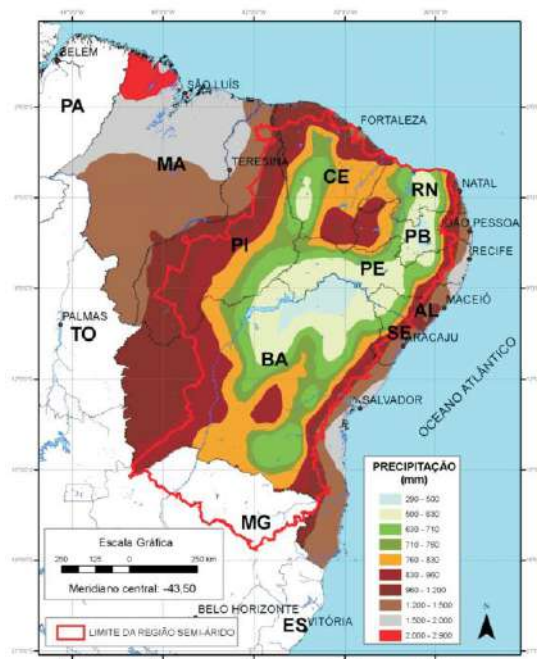 BELEM
PA
SÃO LUÍS
FORTALEZA
MA
TERESINA
CE
RN
NATAL
JOÃO PESSOA
PB
PI
RECIFE
PE
PALMAS
AL
MACEIÓ
TO
SE
ARACAJU
BA
OCEANO ATLÂNTICO
SALVADOR
PRECIPITAÇÃO
(mm)
500 - 630
630 - 710
710 - 760
760 - 830
830 - 960
960 - 1.200
1.200 - 1.500
1.500 - 2.000
2.000 - 2.900
MG
Escala Gráfica
250 125 0 250 km
Meridiano central: -43,50
BELO HORIZONTE
VITÓRIA
ES
LIMITE DA REGIÃO SEMI-ÁRIDO
N